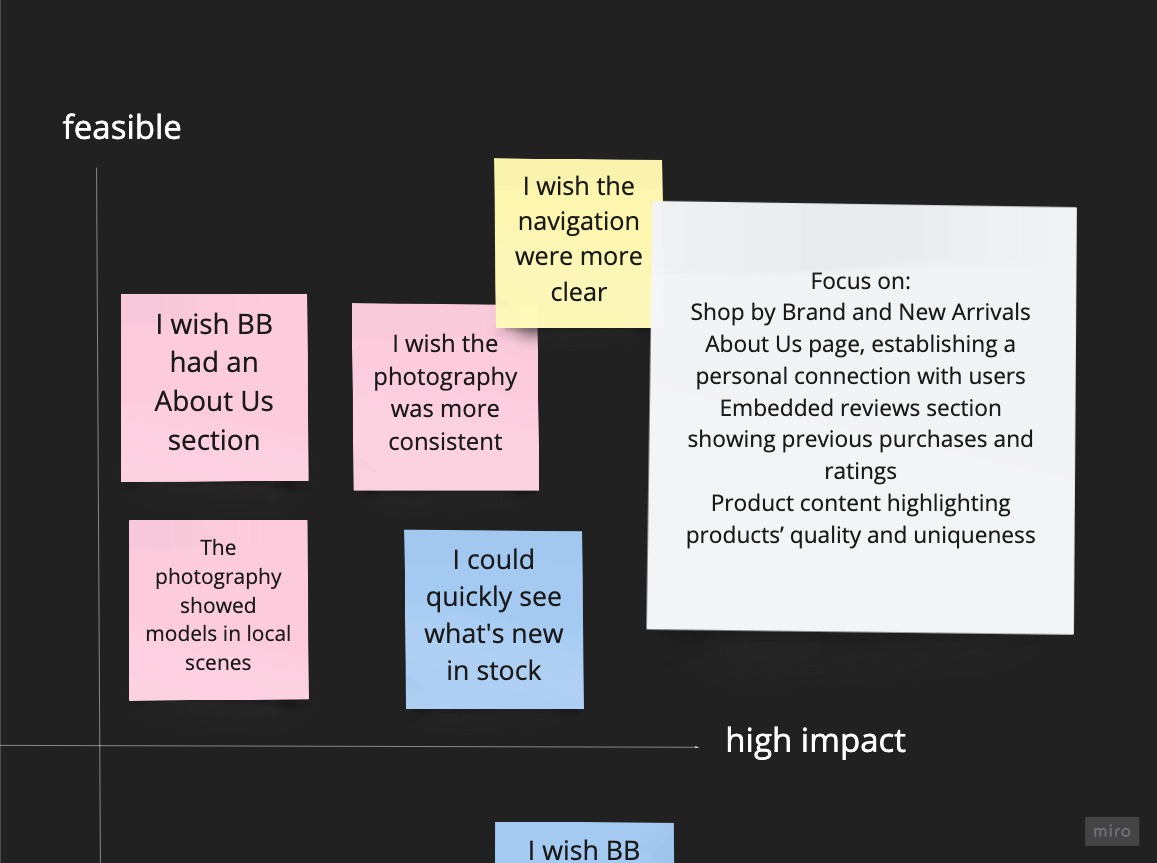 feasible
I wish the
navigation
were more
clear
I wish BB
had an
About Us
section
I wish the
photography
was more
consistent
Focus on:
Shop by Brand and New Arrivals
About Us page, establishing a
personal connection with users
Embedded reviews section
showing previous purchases and
ratings
Product content highlighting
products’ quality and uniqueness
The
photography
showed
models in local
scenes
I could
quickly see
what's new
in stock
high impact
I wish BB
miro